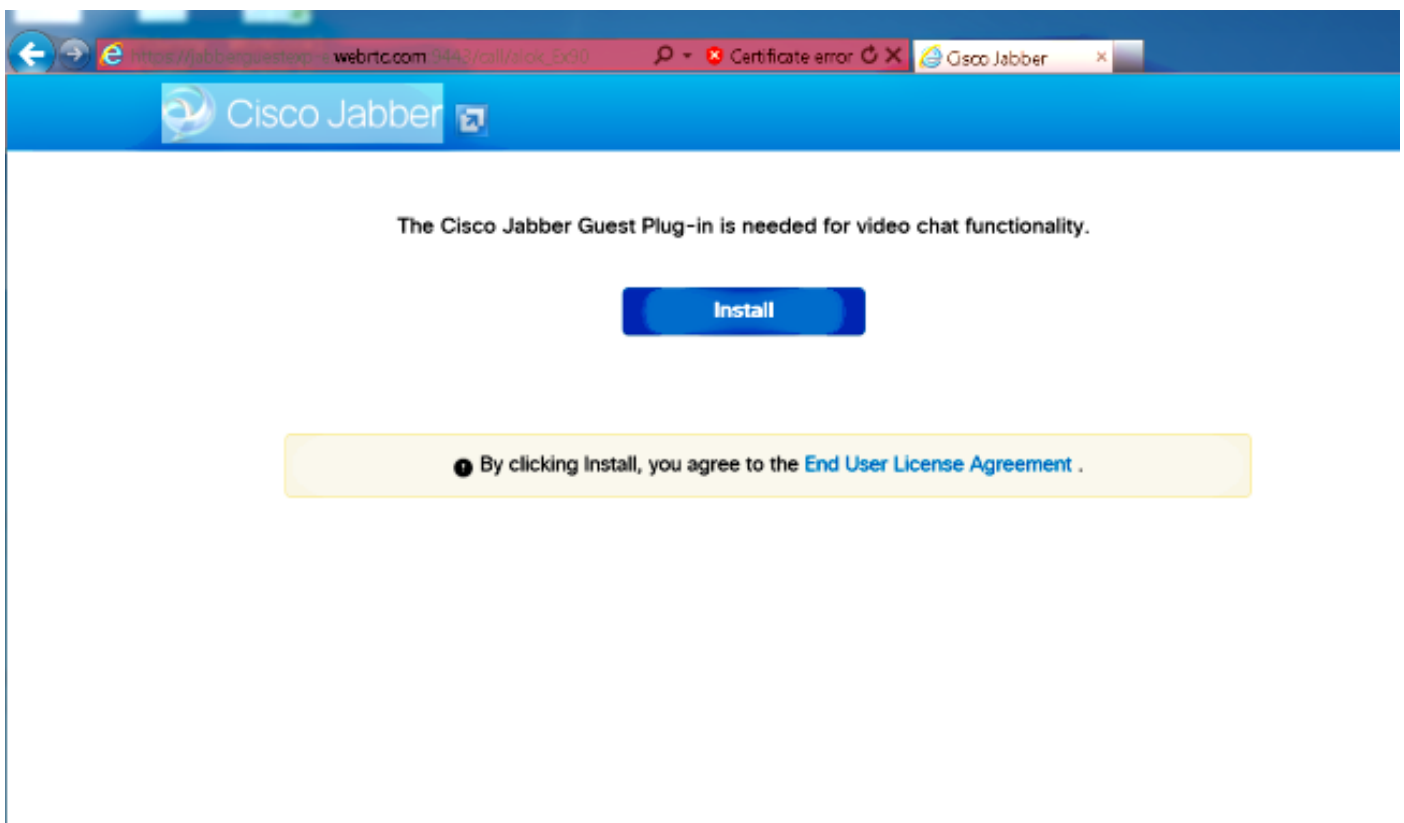 webrtc.com Certificate error Cisco Jabber
Cisco Jabber
The Cisco Jabber Guest Plug-in is needed for video chat functionality.
Install
By clicking Install, you agree to the End User License Agreement .